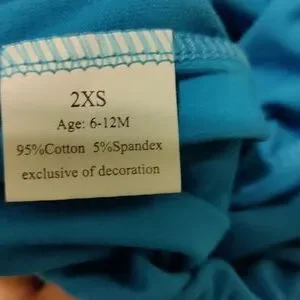 2XS
Age: 6-12M
95%Cotton 5%Spandex
exclusive of decoration